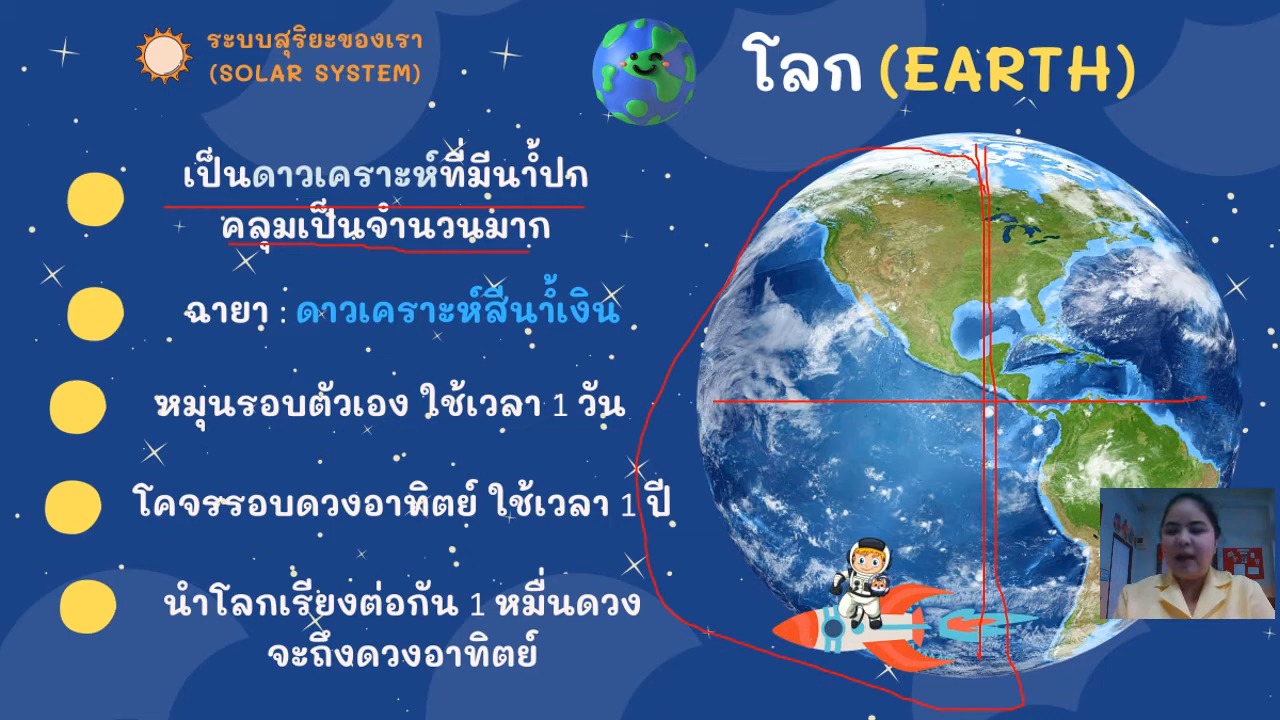 ระบบสุริยะของเรา
(SOLAR SYSTEM)
โลก (EARTH)
เป็นดาวเคราะห์ที่มีน้ำปก
คลุมเป็นจำนวนมาก
ฉายา : ดาวเคราะห์สีน้ำเงิน
หมุนรอบตัวเอง ใช้เวลา 1 วัน
โคจรรอบดวงอาทิตย์ ใช้เวลา 1 ปี
นำโลกเรียงต่อกัน 1 หมื่นดวง
จะถึงดวงอาทิตย์